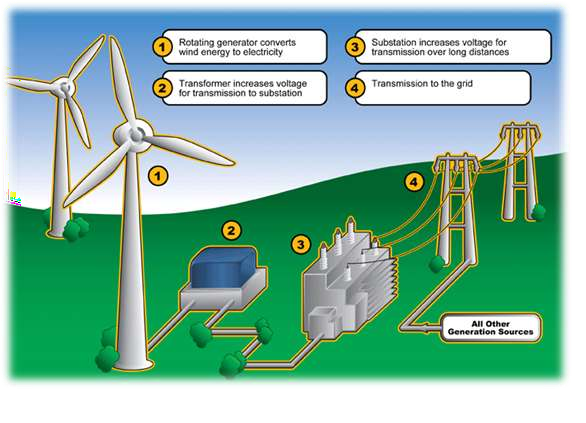 1 Rotating generator converts
wind energy to electricity
2 Transformer increases voltage
for transmission to substation
3 Substation increases voltage for
transmission over long distances
4 Transmission to the grid
1
2
3
4
All Other
Generation Sources